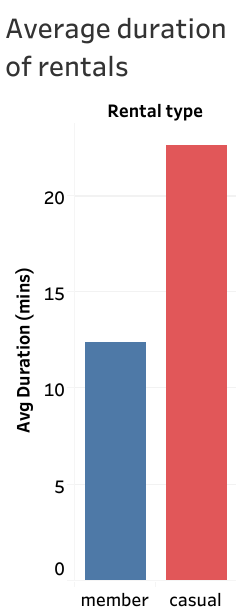 Average duration
of rentals
Rental type
Avg Duration (mins)
20
15
10
5
0
member casual